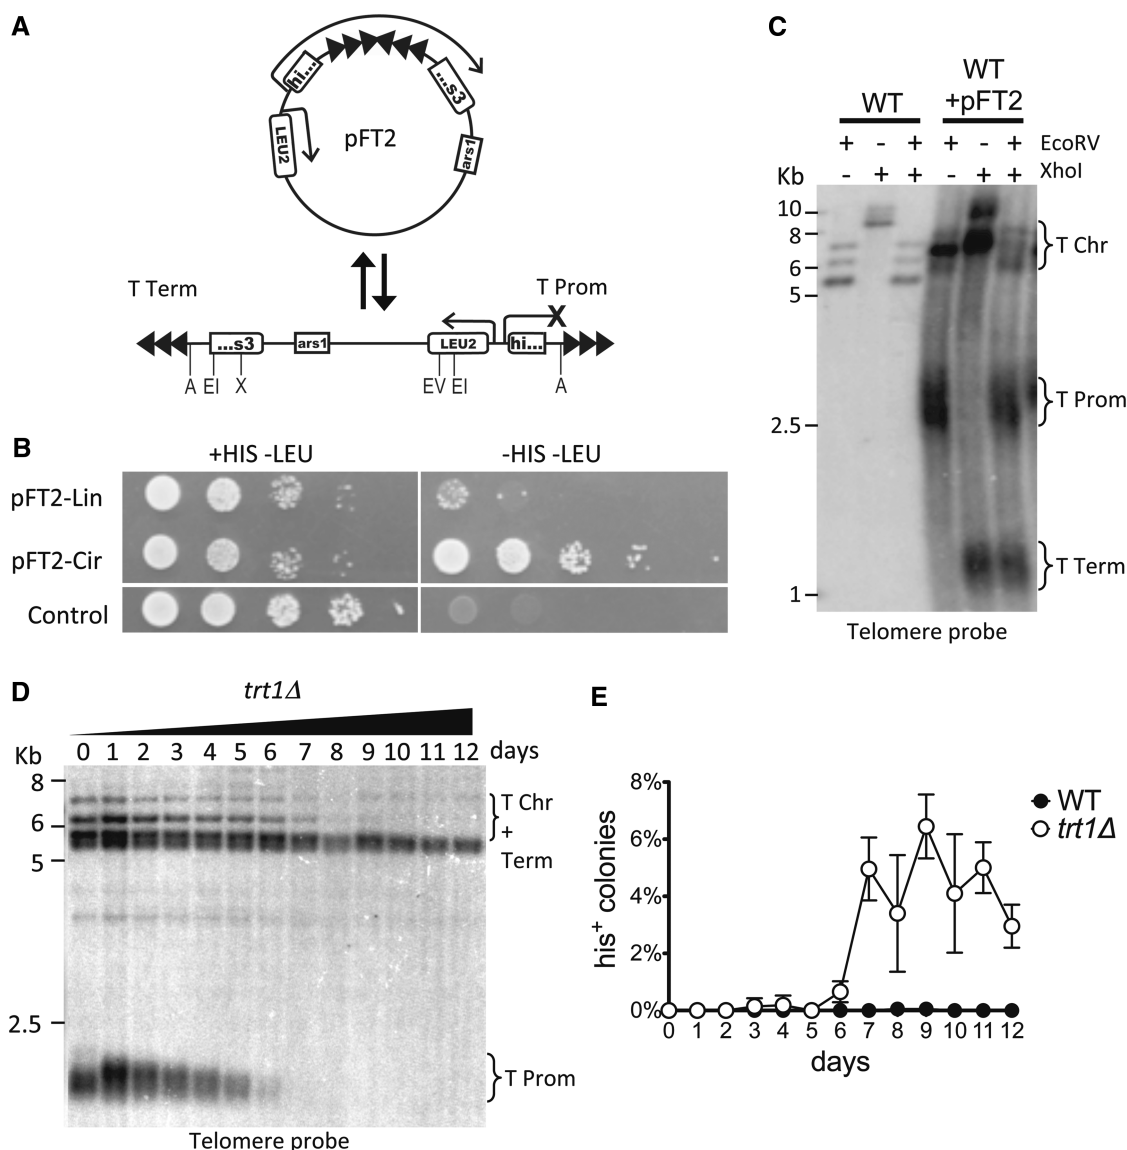 A
hi...
...s3
LEU2
pFT2
ars1
T Term
T Prom
X
...s3
ars1
LEU2
hi...
A EI X EV EI A
B
+HIS -LEU
-HIS -LEU
pFT2-Lin
pFT2-Cir
Control
C
WT
WT
+pFT2
+ - + + - + EcoRV
Kb - + + - + + XhoI
10
8
6
5
2.5
1
T Chr
T Prom
T Term
Telomere probe
D
trt1Δ
Kb 0 1 2 3 4 5 6 7 8 9 10 11 12 days
8
6
5
2.5
T Chr
+
Term
T Prom
Telomere probe
E
his+ colonies
8%
6%
4%
2%
0%
0 1 2 3 4 5 6 7 8 9 10 11 12
days
WT
trt1Δ